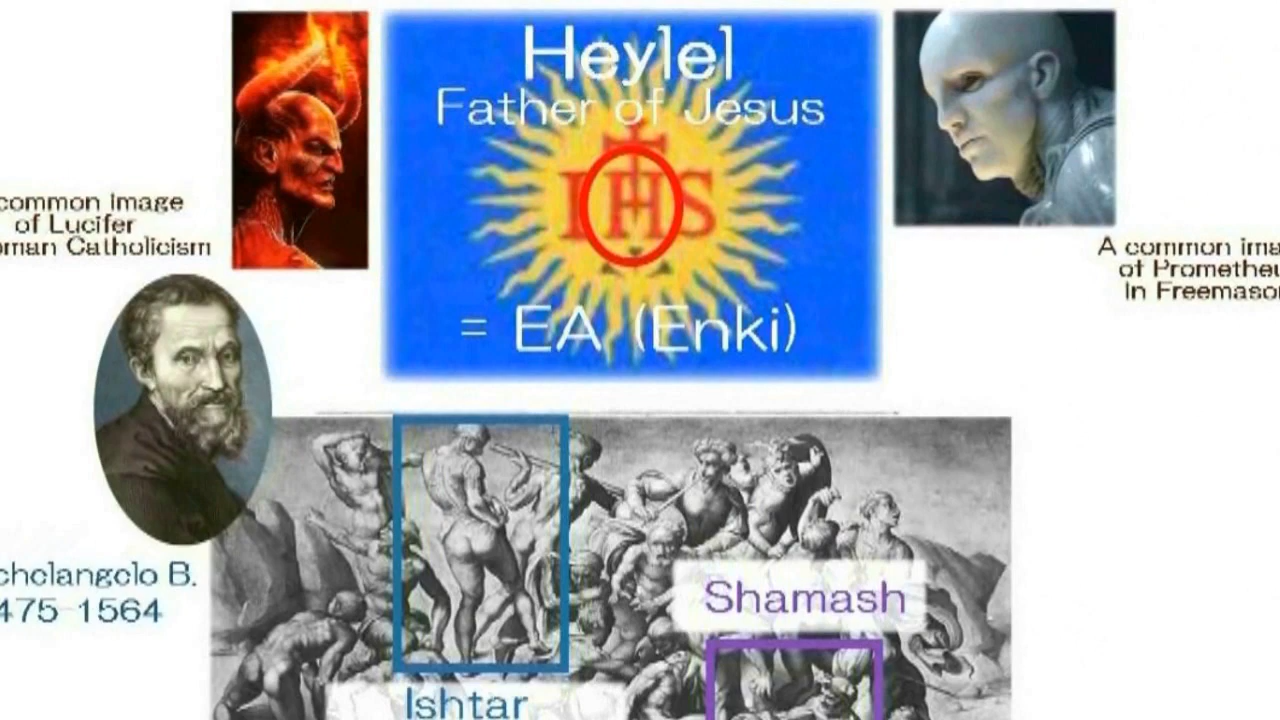 Heylel
Father of Jesus
IHS
= EA (Enki)
common image
of Lucifer
oman Catholicism
A common ima
of Prometheu
In Freemaso
chelangelo B.
475-1564
Shamash
Ishtar